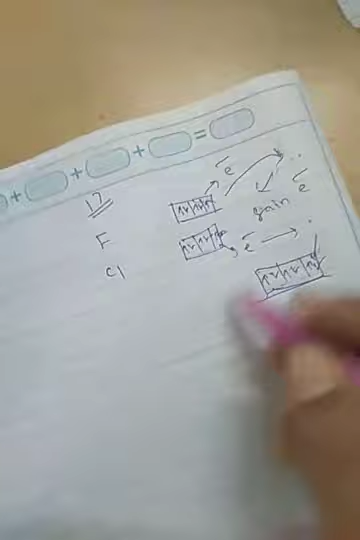 + + + =
17
F
Cl
e
e
gain
e